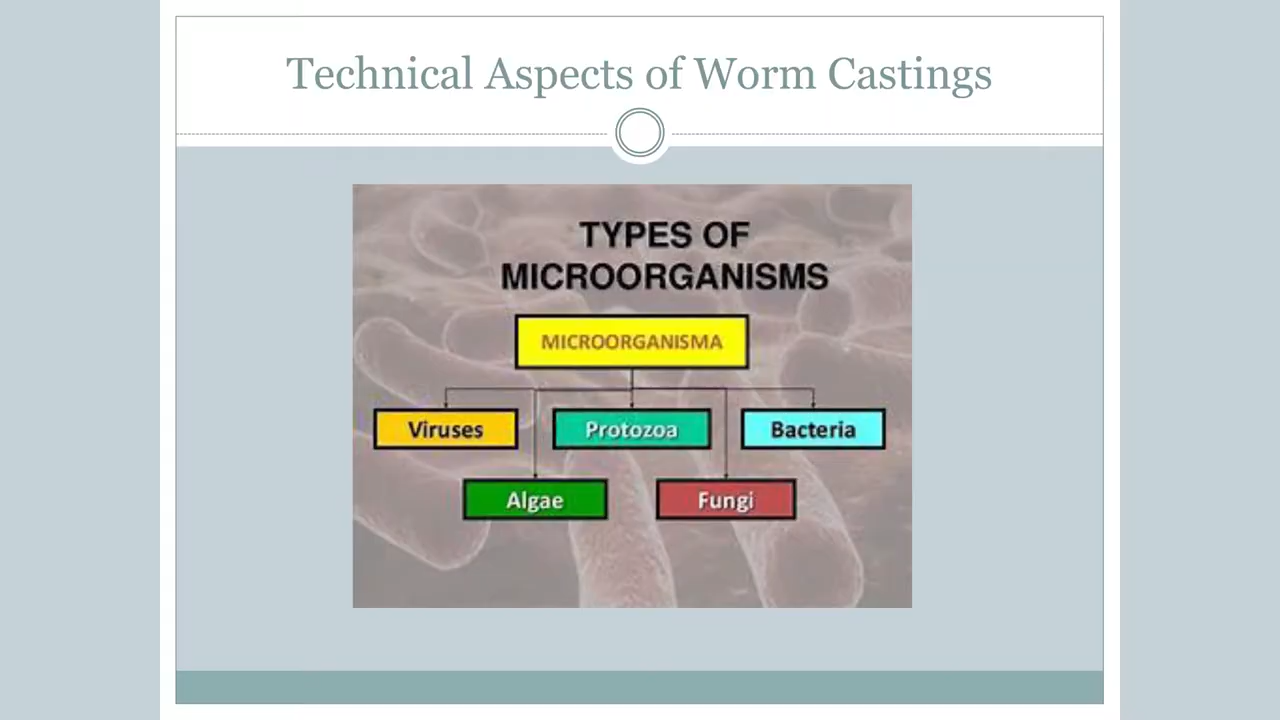 Technical Aspects of Worm Castings
TYPES OF
MICROORGANISMS
MICROORGANISMA
Viruses
Protozoa
Bacteria
Algae
Fungi